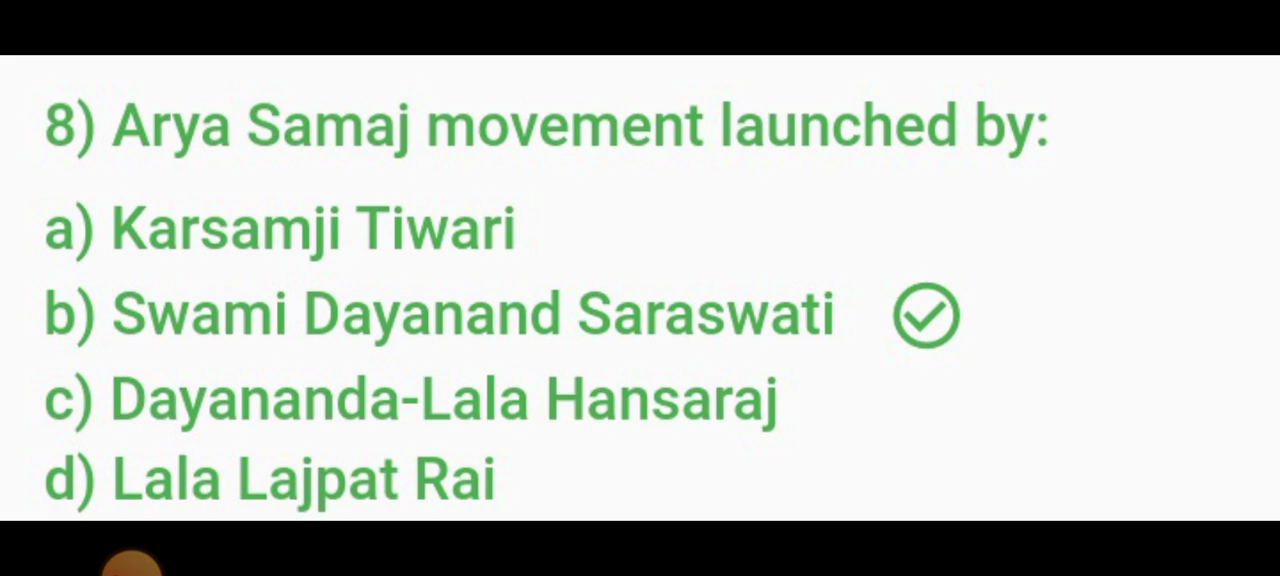 8) Arya Samaj movement launched by:
a) Karsamji Tiwari
b) Swami Dayanand Saraswati
c) Dayananda-Lala Hansaraj
d) Lala Lajpat Rai